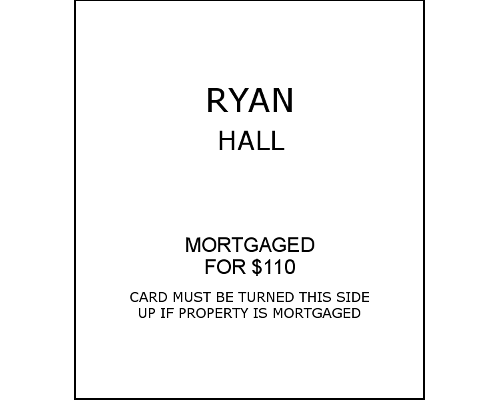 RYAN
HALL
MORTGAGED
FOR $110
CARD MUST BE TURNED THIS SIDE
UP IF PROPERTY IS MORTGAGED